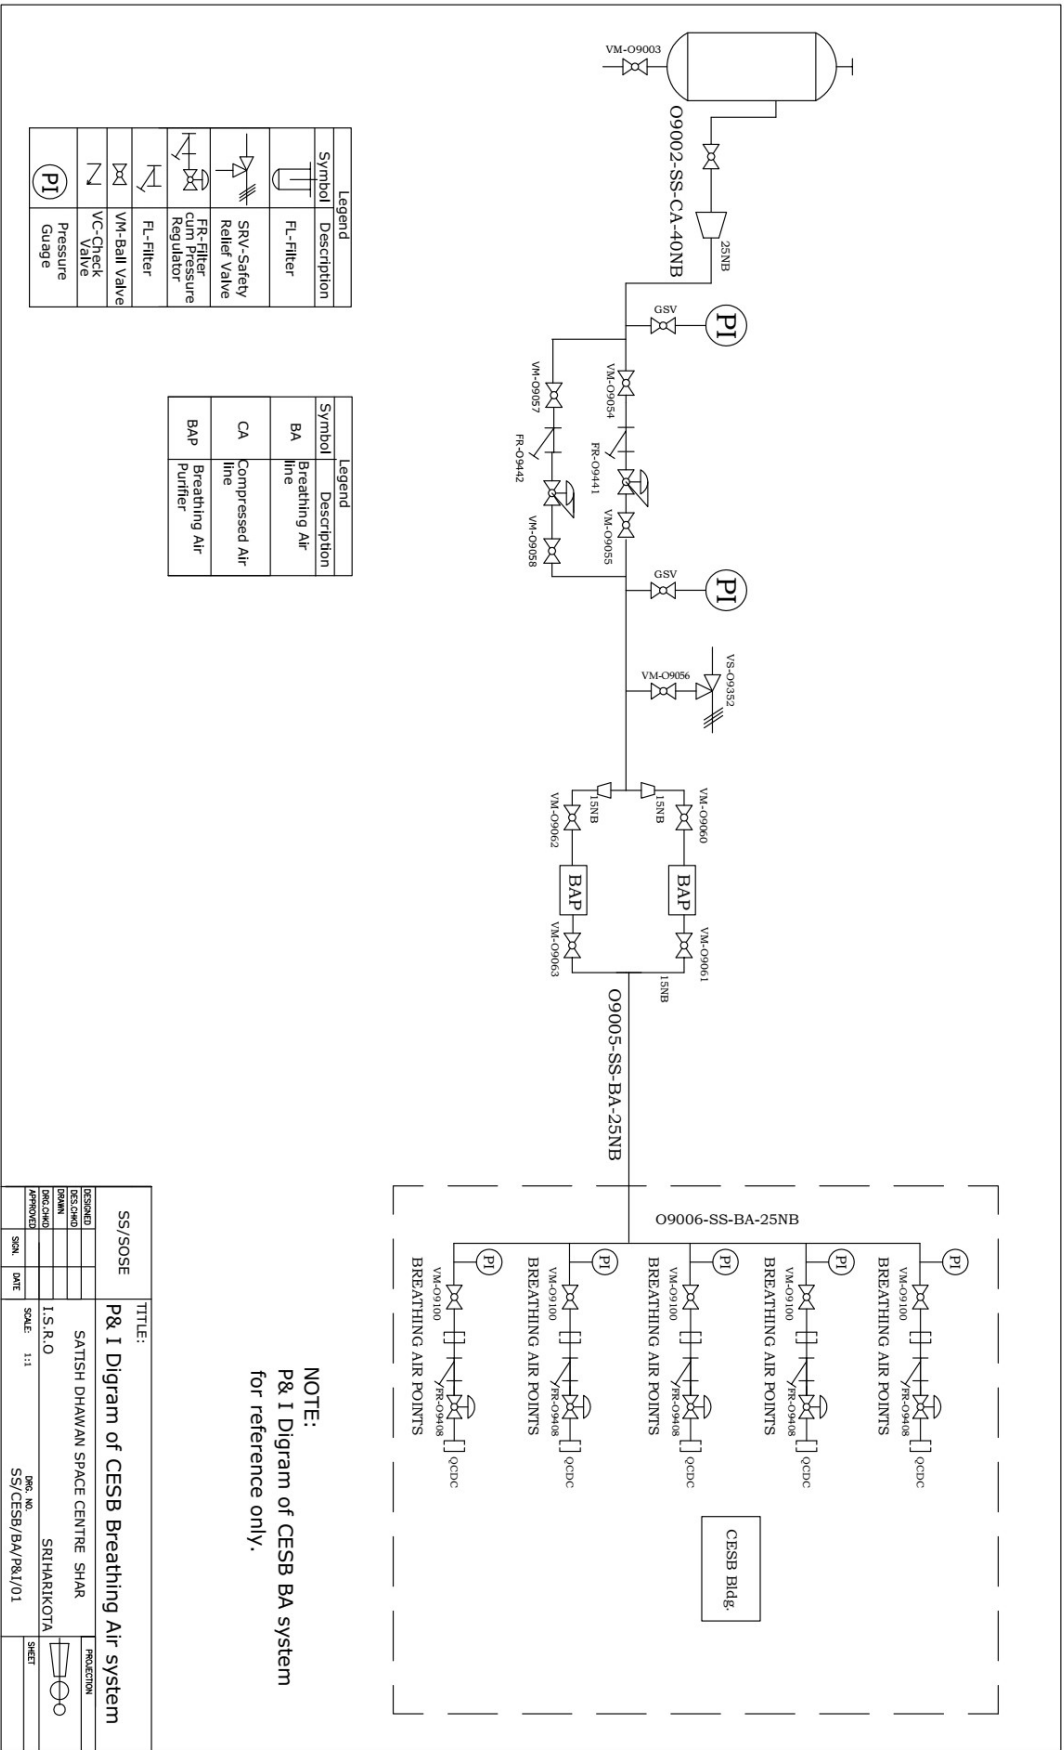 VM-O9003
O9002-SS-CA-40NB
25NB
GSV
PI
VM-O9054
FR-O9441
VM-O9055
VM-O9057
FR-O9442
VM-O9058
GSV
PI
VM-O9056
VS-O9352
15NB
15NB
VM-O9060
BAP
VM-O9061
VM-O9062
BAP
VM-O9063
15NB
O9005-SS-BA-25NB
O9006-SS-BA-25NB
PI
VM-O9100
FR-O9408
QCDC
BREATHING AIR POINTS
PI
VM-O9100
FR-O9408
QCDC
BREATHING AIR POINTS
PI
VM-O9100
FR-O9408
QCDC
BREATHING AIR POINTS
PI
VM-O9100
FR-O9408
QCDC
BREATHING AIR POINTS
PI
VM-O9100
FR-O9408
QCDC
BREATHING AIR POINTS
CESB Bldg.
Legend
Symbol Description
FL-Filter
SRV-Safety
Relief Valve
FR-Filter
cum Pressure
Regulator
FL-Filter
VM-Ball Valve
VC-Check
Valve
PI
Pressure
Guage
Legend
Symbol Description
BA Breathing Air
line
CA Compressed Air
line
BAP Breathing Air
Purifier
NOTE:
P& I Digram of CESB BA system
for reference only.
SS/SOSE
TITLE:
P& I Digram of CESB Breathing Air system
DESIGNED
DES.CHKD
DRAWN
DRG.CHKD
APPROVED
SIGN. DATE
SATISH DHAWAN SPACE CENTRE SHAR
I.S.R.O SRIHARIKOTA
SCALE: 1:1
DRG. NO.
SS/CESB/BA/P&I/01
PROJECTION
SHEET